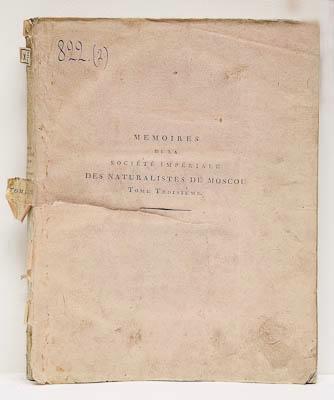 822.(2)
MEMOIRES
DE LA
SOCIÉTÉ IMPÉRIALE
DES NATURALISTES DE MOSCOU
TOME TROISIÈME.
TOME